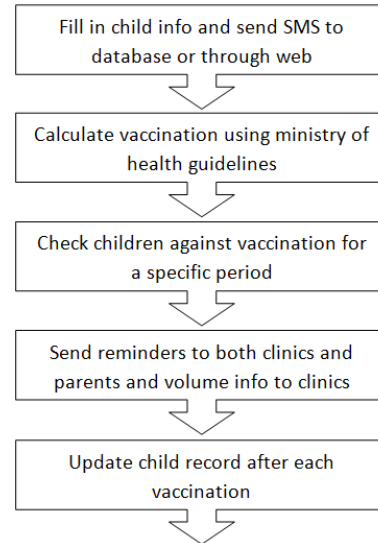 Fill in child info and send SMS to
database or through web
Calculate vaccination using ministry of
health guidelines
Check children against vaccination for
a specific period
Send reminders to both clinics and
parents and volume info to clinics
Update child record after each
vaccination